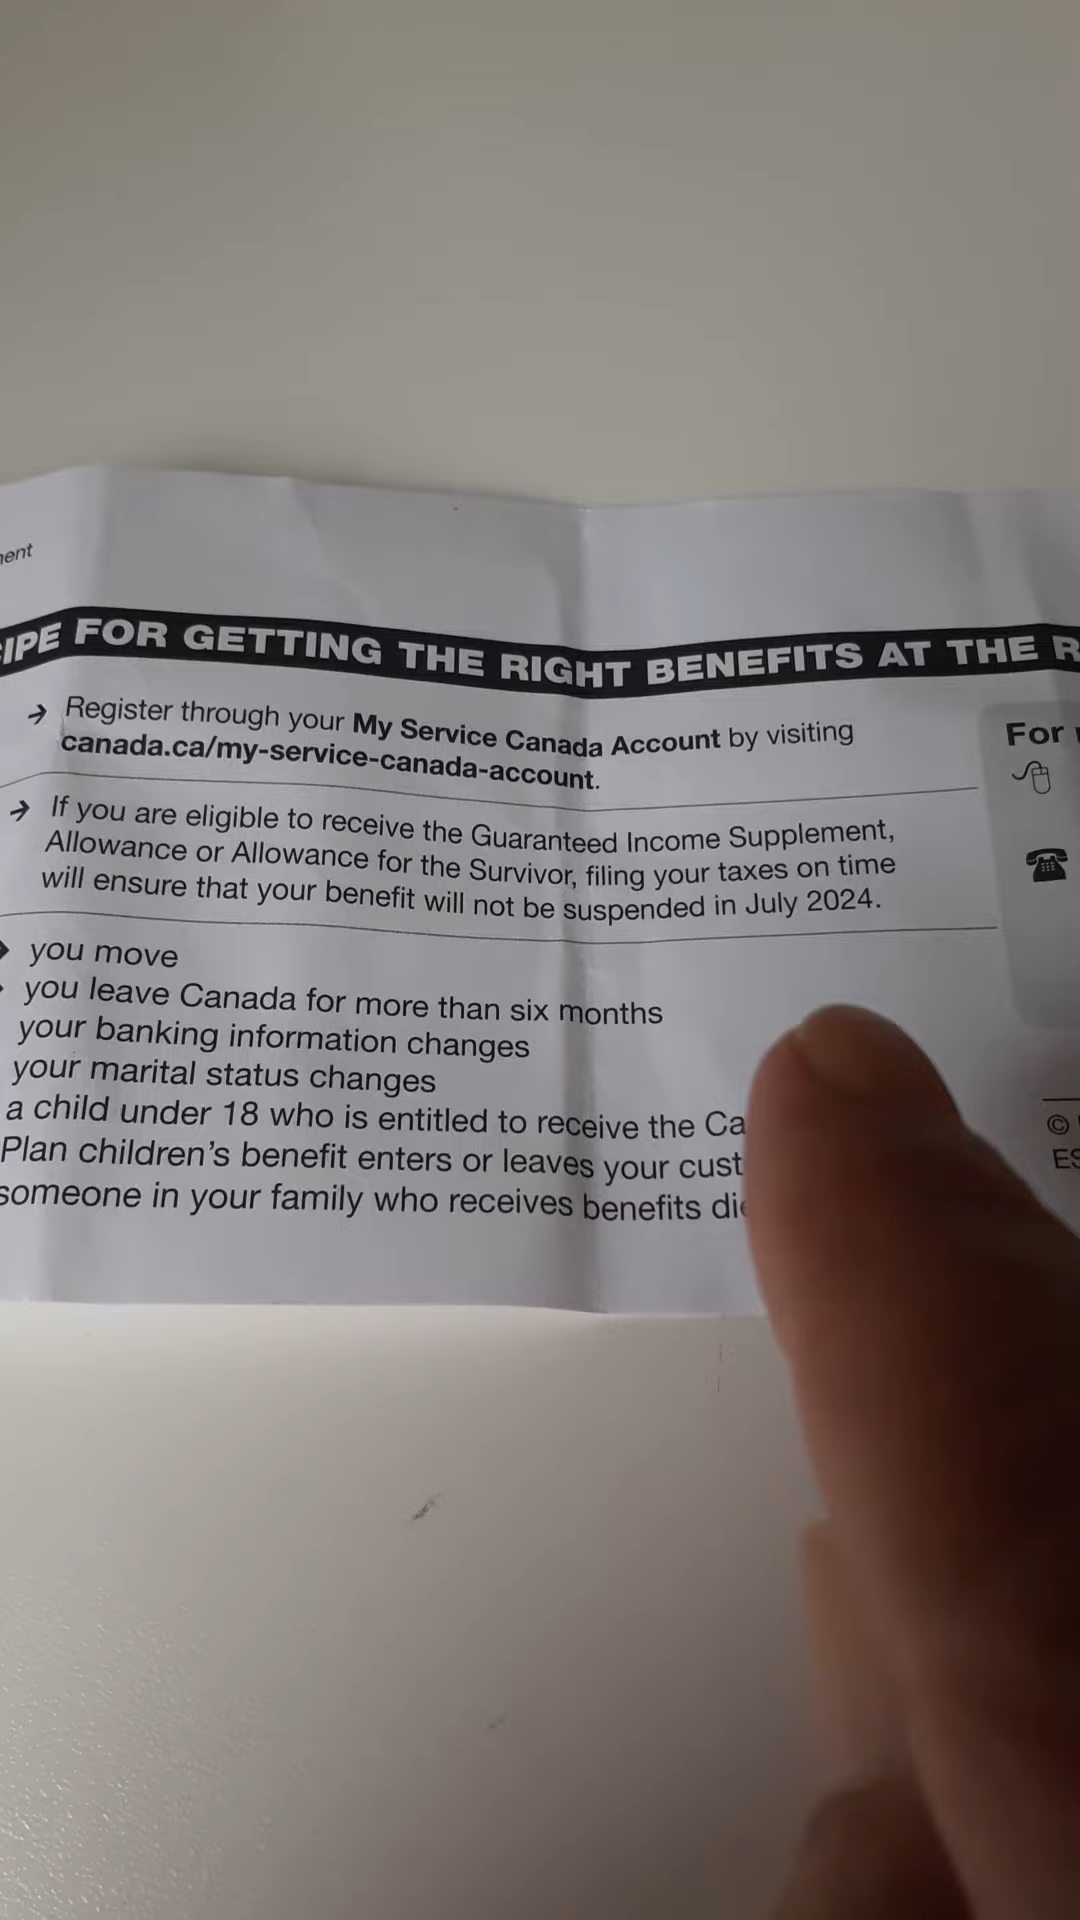 FOR GETTING THE RIGHT BENEFITS AT THE
→ Register through your My Service Canada Account by visiting
canada.ca/my-service-canada-account.
→ If you are eligible to receive the Guaranteed Income Supplement,
Allowance or Allowance for the Survivor, filing your taxes on time
will ensure that your benefit will not be suspended in July 2024.
you move
you leave Canada for more than six months
your banking information changes
your marital status changes
a child under 18 who is entitled to receive the
Plan children's benefit enters or leaves your
someone in your family who receives benefits
For
©